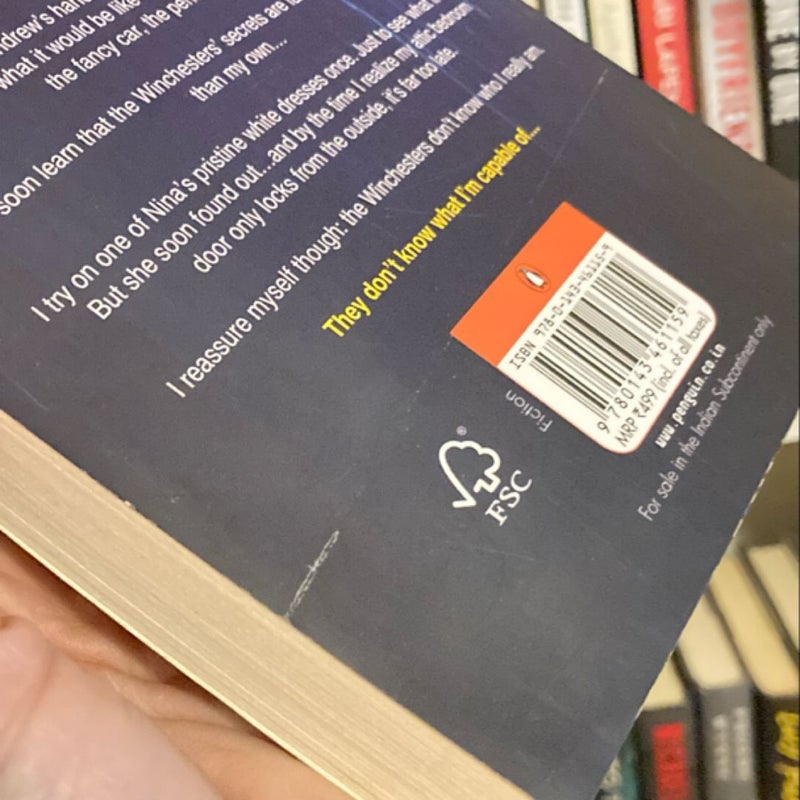 what it would be like
the fancy car, the
soon learn that the Winchesters' secrets are
than my own...
I try on one of Nina's pristine white dresses once. Just to see what
But she soon found out...and by the time I realize my attic bedroom
door only locks from the outside, it's far too late.
I reassure myself though: the Winchesters don't know who I really am.
They don't know what I'm capable of...
ISBN 978-0-143-46115-9
9 780143 461159
MRP ₹499 (incl. of all taxes)
www.penguin.co.in
For sale in the Indian Subcontinent only
Fiction
®
FSC